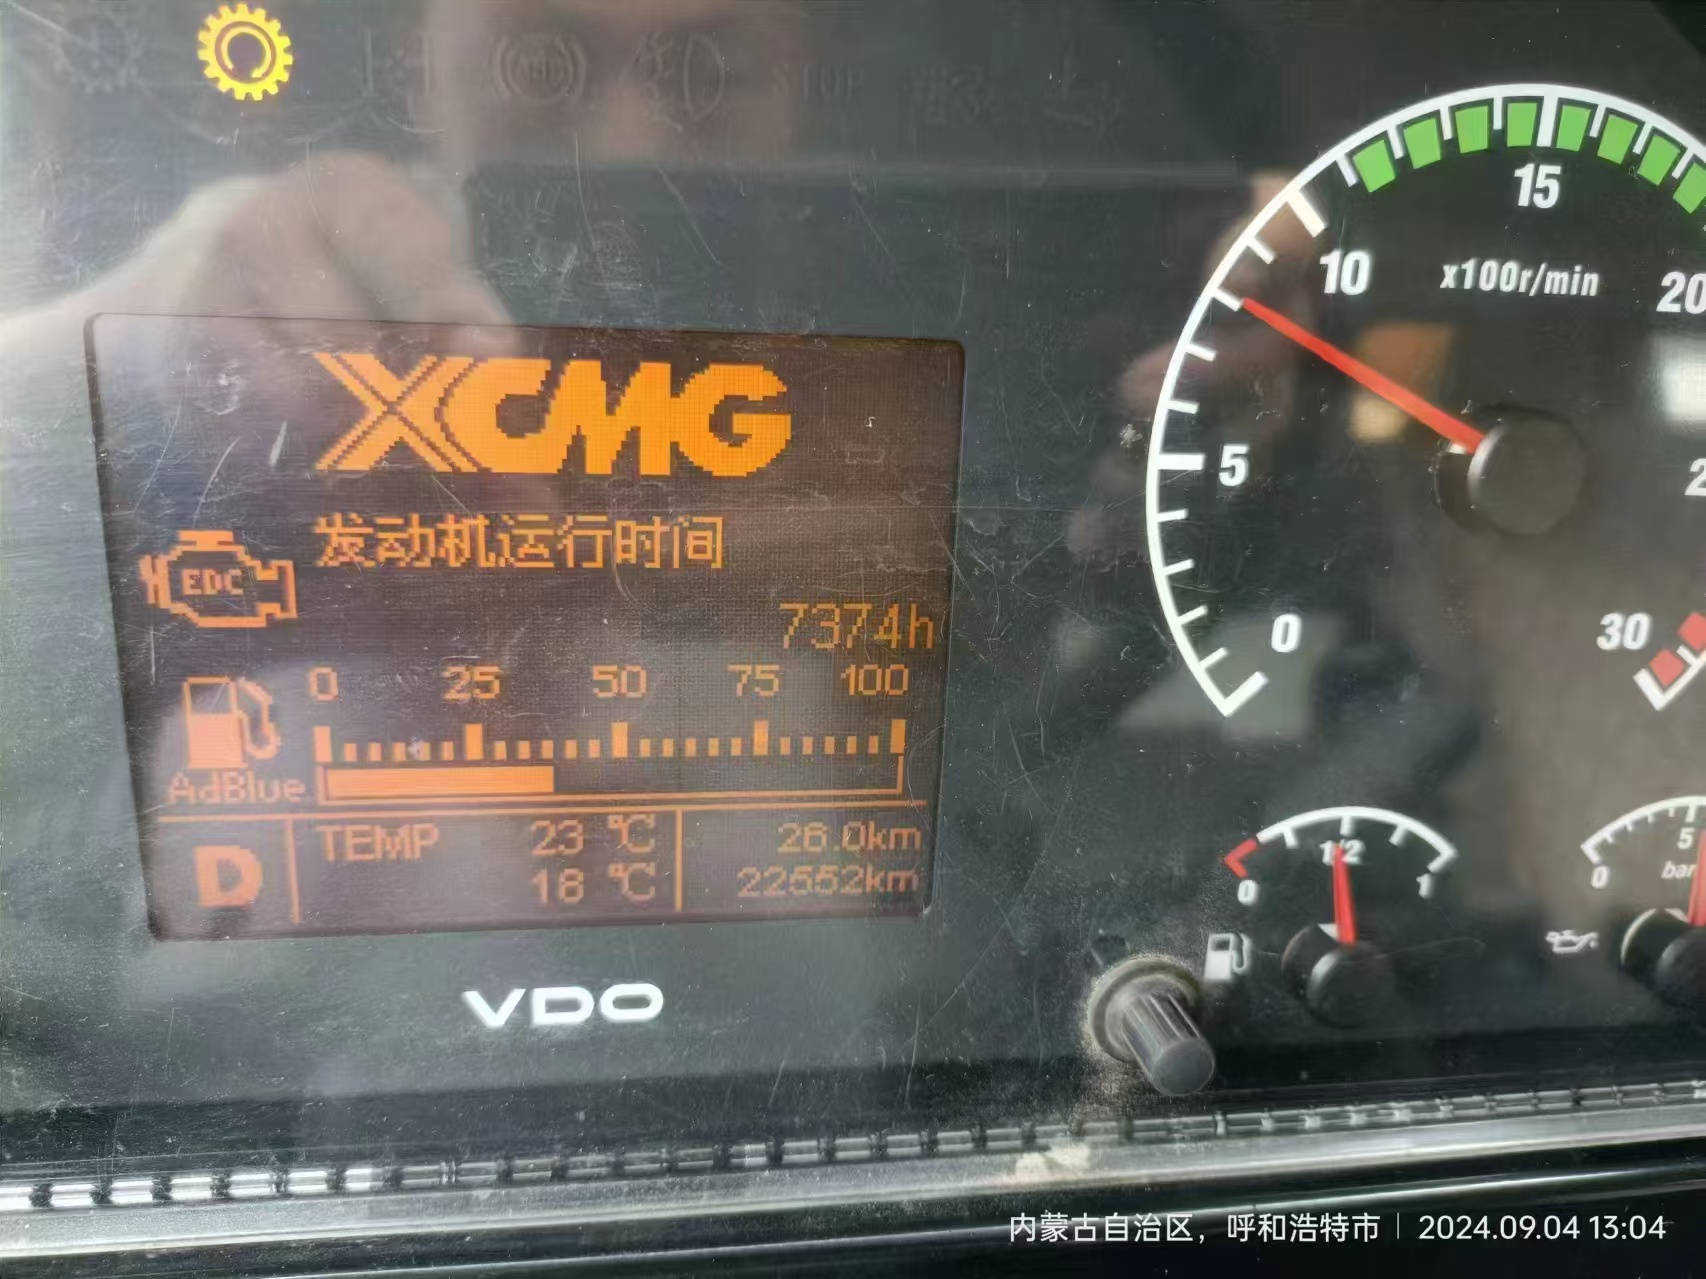 XCMG
发动机运行时间
EDC
7374h
0 25 50 75 100
AdBlue
D TEMP 23 ℃ 26.0km
18 ℃ 22552km
VDO
0 5 10 15 20 30
x100r/min
0 1/2 1
0 5
bar
内蒙古自治区，呼和浩特市 | 2024.09.04 13:04